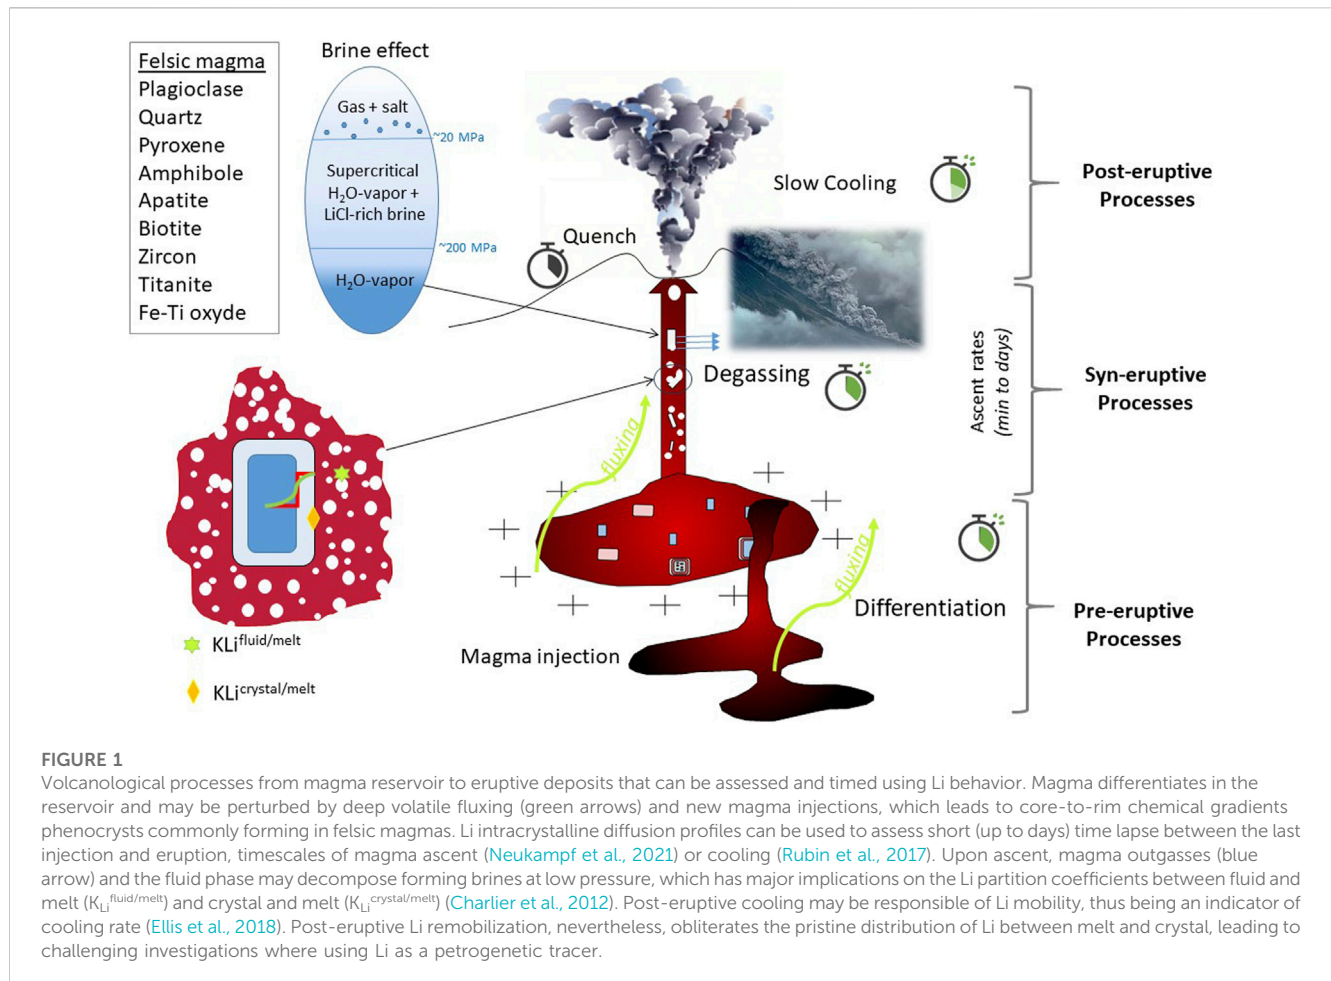 Felsic magma
Plagioclase
Quartz
Pyroxene
Amphibole
Apatite
Biotite
Zircon
Titanite
Fe-Ti oxyde
Brine effect
Gas + salt
~20 MPa
Supercritical
H₂O-vapor +
LiCl-rich brine
~200 MPa
H₂O-vapor
Quench
Slow Cooling
Degassing
fluxing
fluxing
Differentiation
Magma injection
KLi^fluid/melt
KLi^crystal/melt
Post-eruptive
Processes
Ascent rates
(min to days)
Syn-eruptive
Processes
Pre-eruptive
Processes
FIGURE 1
Volcanological processes from magma reservoir to eruptive deposits that can be assessed and timed using Li behavior. Magma differentiates in the
reservoir and may be perturbed by deep volatile fluxing (green arrows) and new magma injections, which leads to core-to-rim chemical gradients
phenocrysts commonly forming in felsic magmas. Li intracrystalline diffusion profiles can be used to assess short (up to days) time lapse between the last
injection and eruption, timescales of magma ascent (Neukampf et al., 2021) or cooling (Rubin et al., 2017). Upon ascent, magma outgasses (blue
arrow) and the fluid phase may decompose forming brines at low pressure, which has major implications on the Li partition coefficients between fluid and
melt (K_Li^fluid/melt) and crystal and melt (K_Li^crystal/melt) (Charlier et al., 2012). Post-eruptive cooling may be responsible of Li mobility, thus being an indicator of
cooling rate (Ellis et al., 2018). Post-eruptive Li remobilization, nevertheless, obliterates the pristine distribution of Li between melt and crystal, leading to
challenging investigations where using Li as a petrogenetic tracer.